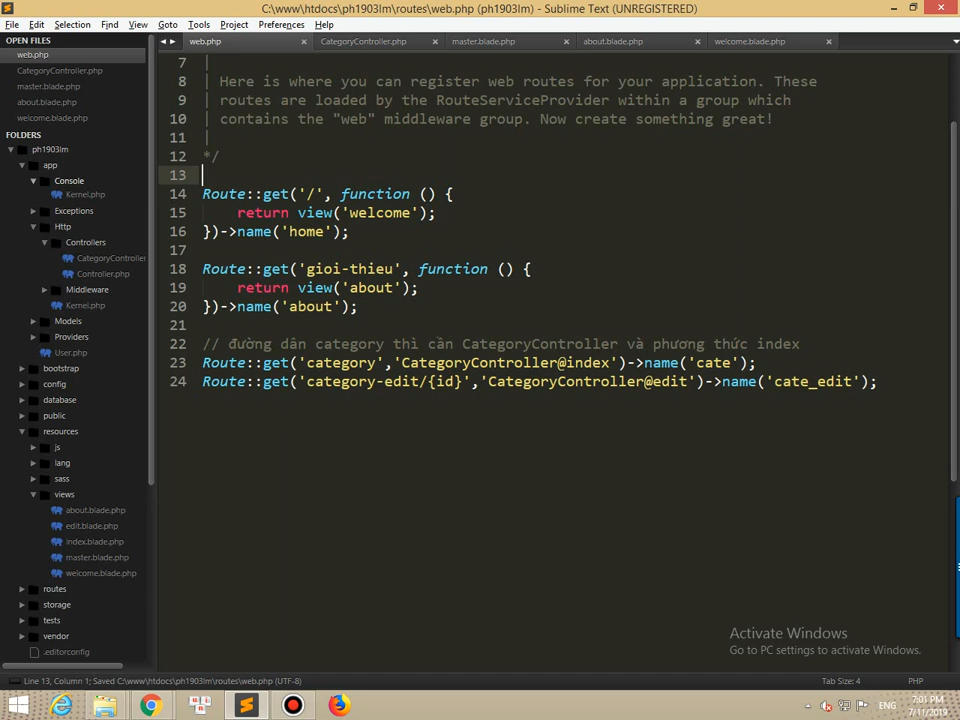 C:\www\htdocs\ph1903lm\routes\web.php (ph1903lm) - Sublime Text (UNREGISTERED)
File Edit Selection Find View Goto Tools Project Preferences Help
OPEN FILES
web.php
CategoryController.php
master.blade.php
about.blade.php
welcome.blade.php
FOLDERS
ph1903lm
app
Console
Kernel.php
Exceptions
Http
Controllers
CategoryController
Controller.php
Middleware
Kernel.php
Models
Providers
User.php
bootstrap
config
database
public
resources
js
lang
sass
views
about.blade.php
edit.blade.php
index.blade.php
master.blade.php
welcome.blade.php
routes
storage
tests
vendor
.editorconfig
web.php CategoryController.php master.blade.php about.blade.php welcome.blade.php
7 |
8 | Here is where you can register web routes for your application. These
9 | routes are loaded by the RouteServiceProvider within a group which
10 | contains the "web" middleware group. Now create something great!
11 |
12 */
13
14 Route::get('/', function () {
15 return view('welcome');
16 })->name('home');
17
18 Route::get('gioi-thieu', function () {
19 return view('about');
20 })->name('about');
21
22 // đường dân category thì cần CategoryController và phương thức index
23 Route::get('category','CategoryController@index')->name('cate');
24 Route::get('category-edit/{id}','CategoryController@edit')->name('cate_edit');
Activate Windows
Go to PC settings to activate Windows.
Line 13, Column 1; Saved C:\www\htdocs\ph1903lm\routes\web.php (UTF-8) Tab Size: 4 PHP
ENG
7:01 PM
7/11/2019